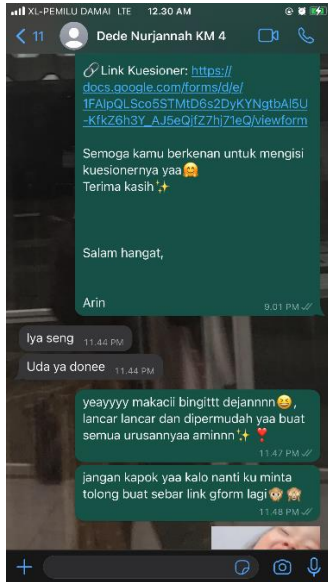 XL-PEMILU DAMAI LTE 12.30 AM
11 Dede Nurjannah KM 4
Link Kuesioner: https://
docs.google.com/forms/d/e/
1FAIpQLSco5STMtD6s2DyKYNgtbAl5U
-KfkZ6h3Y_AJ5eQjfZ7hj71eQ/viewform
Semoga kamu berkenan untuk mengisi
kuesionernya yaa🤗
Terima kasih✨
Salam hangat,
Arin
9.01 PM
Iya seng 11.44 PM
Uda ya donee 11.44 PM
yeayyyy makacii bingittt dejannnn😆,
lancar lancar dan dipermudah yaa buat
semua urusannyaa aminnn✨❣️
11.47 PM
jangan kapok yaa kalo nanti ku minta
tolong buat sebar link gform lagi🐵🙈
11.48 PM